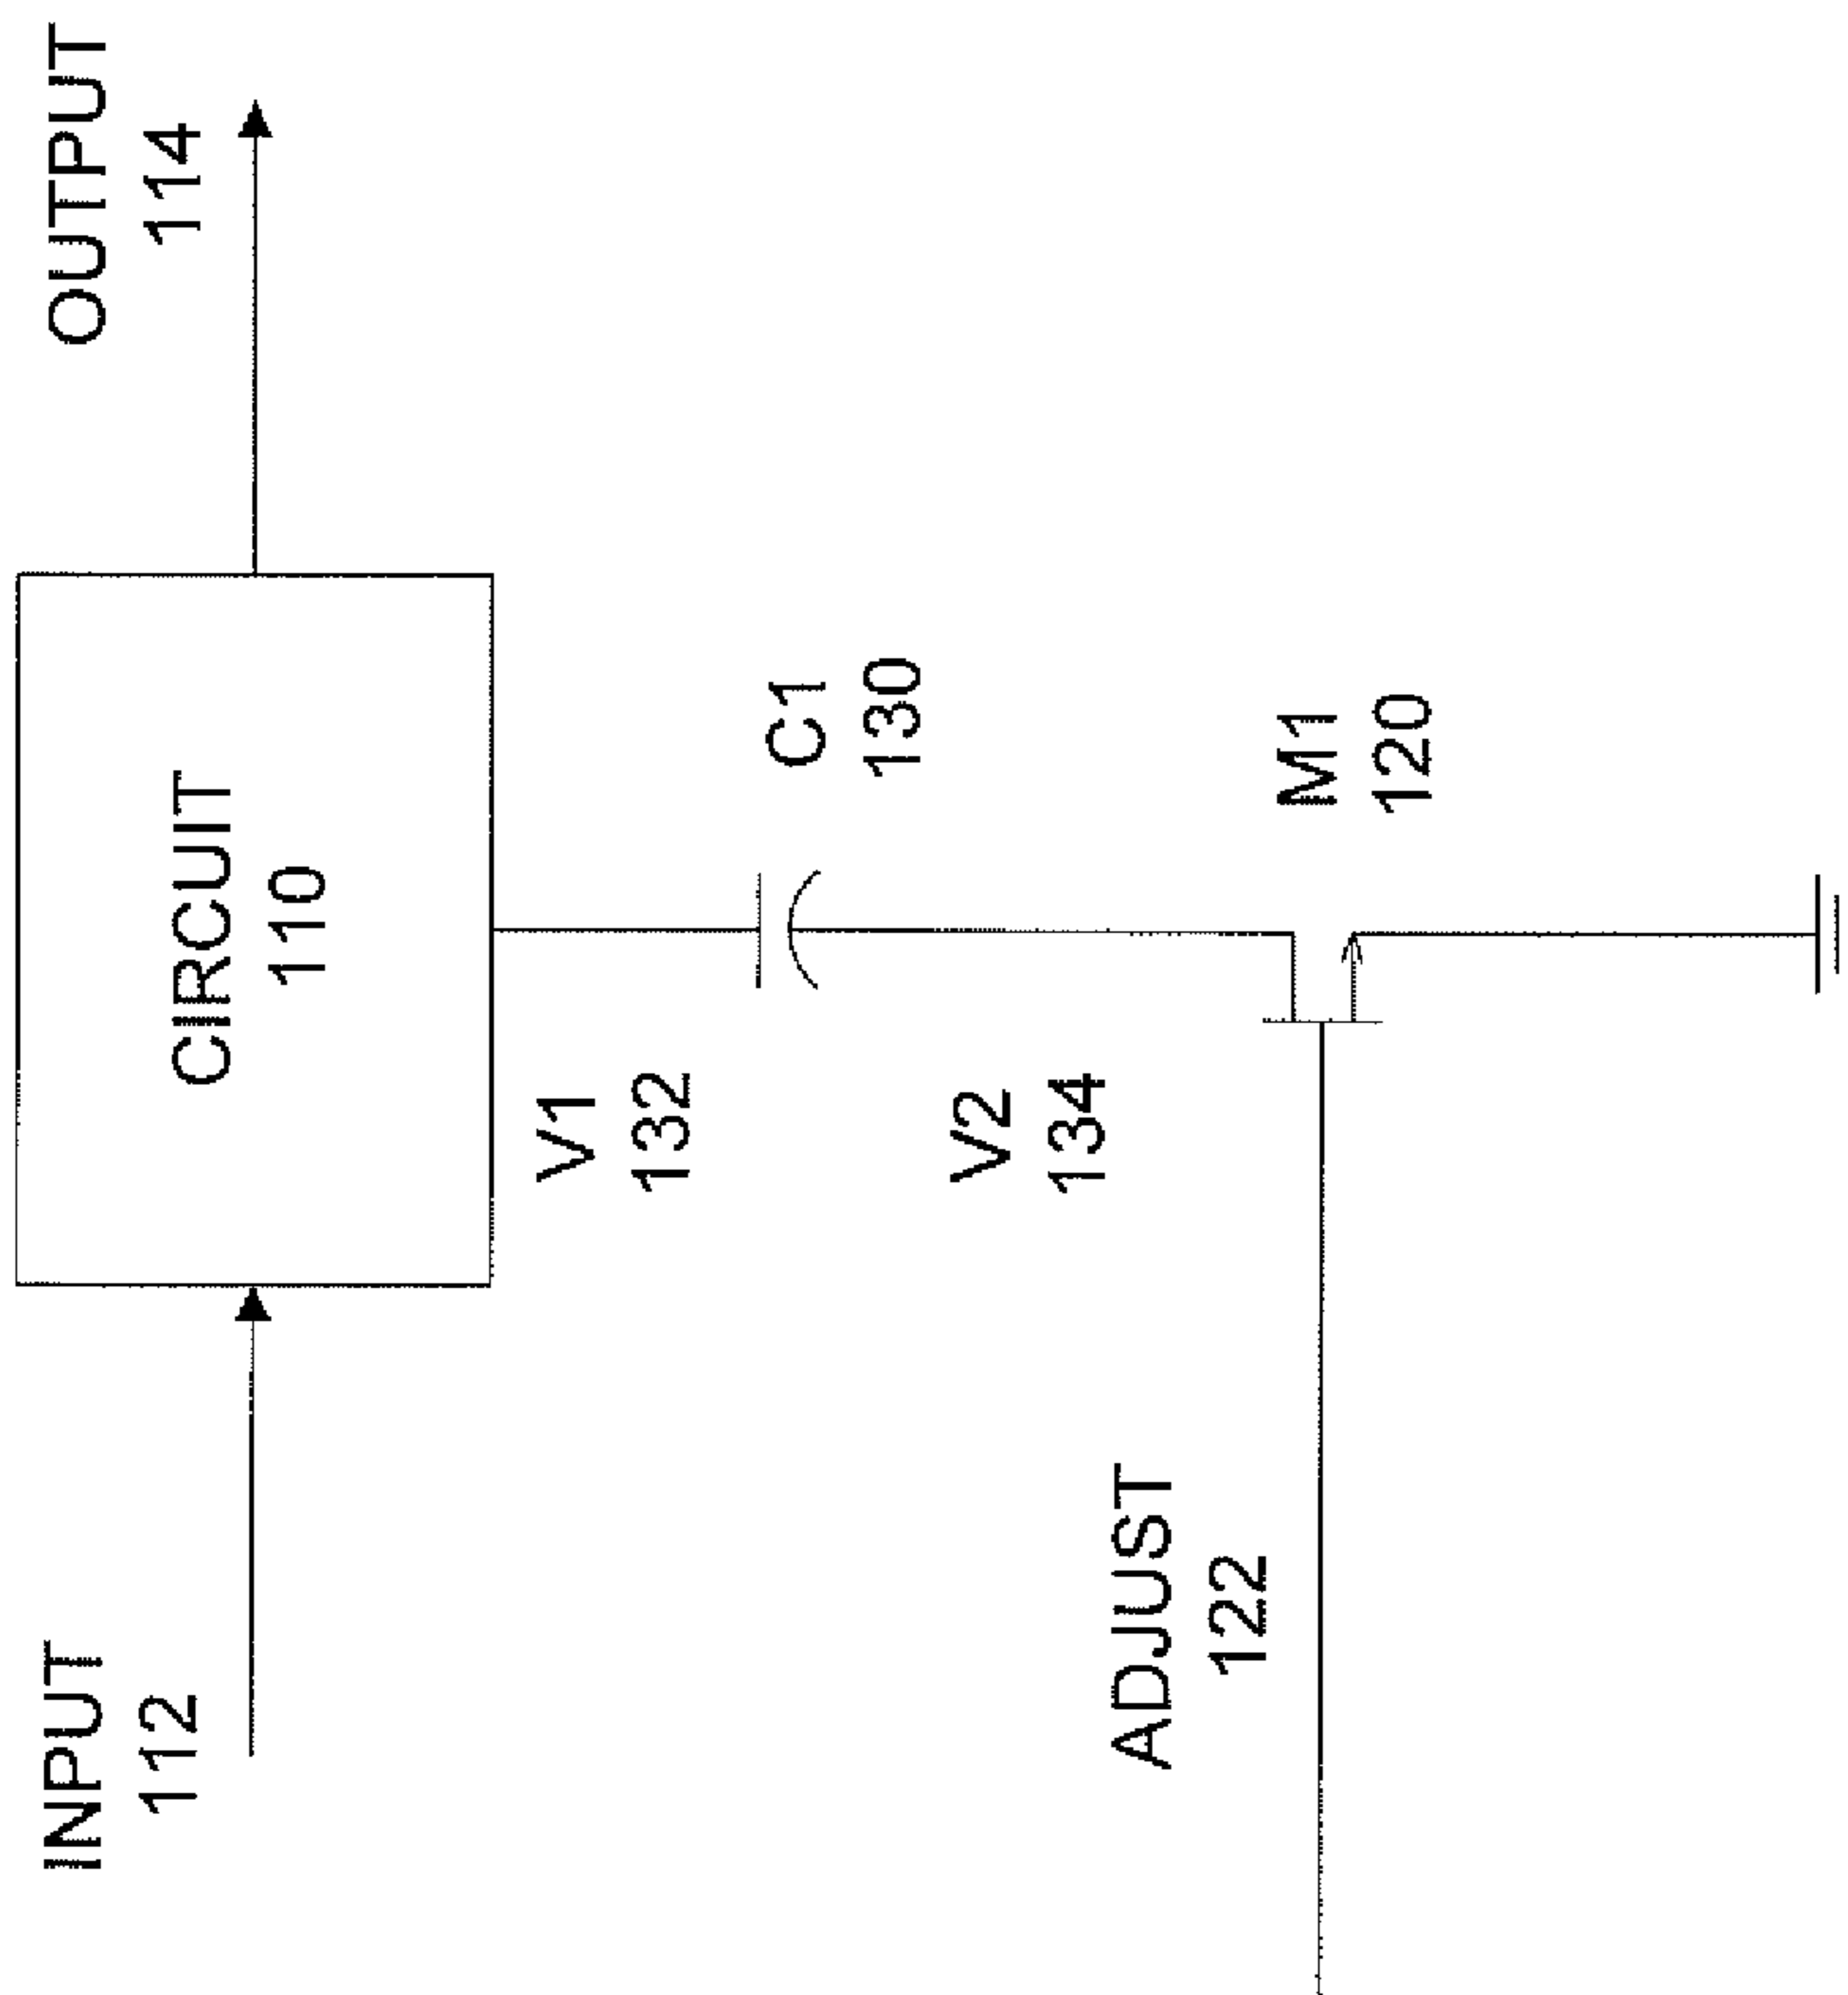 INPUT
112
OUTPUT
114
CIRCUIT
110
V1
132
C1
130
V2
134
ADJUST
122
M1
120